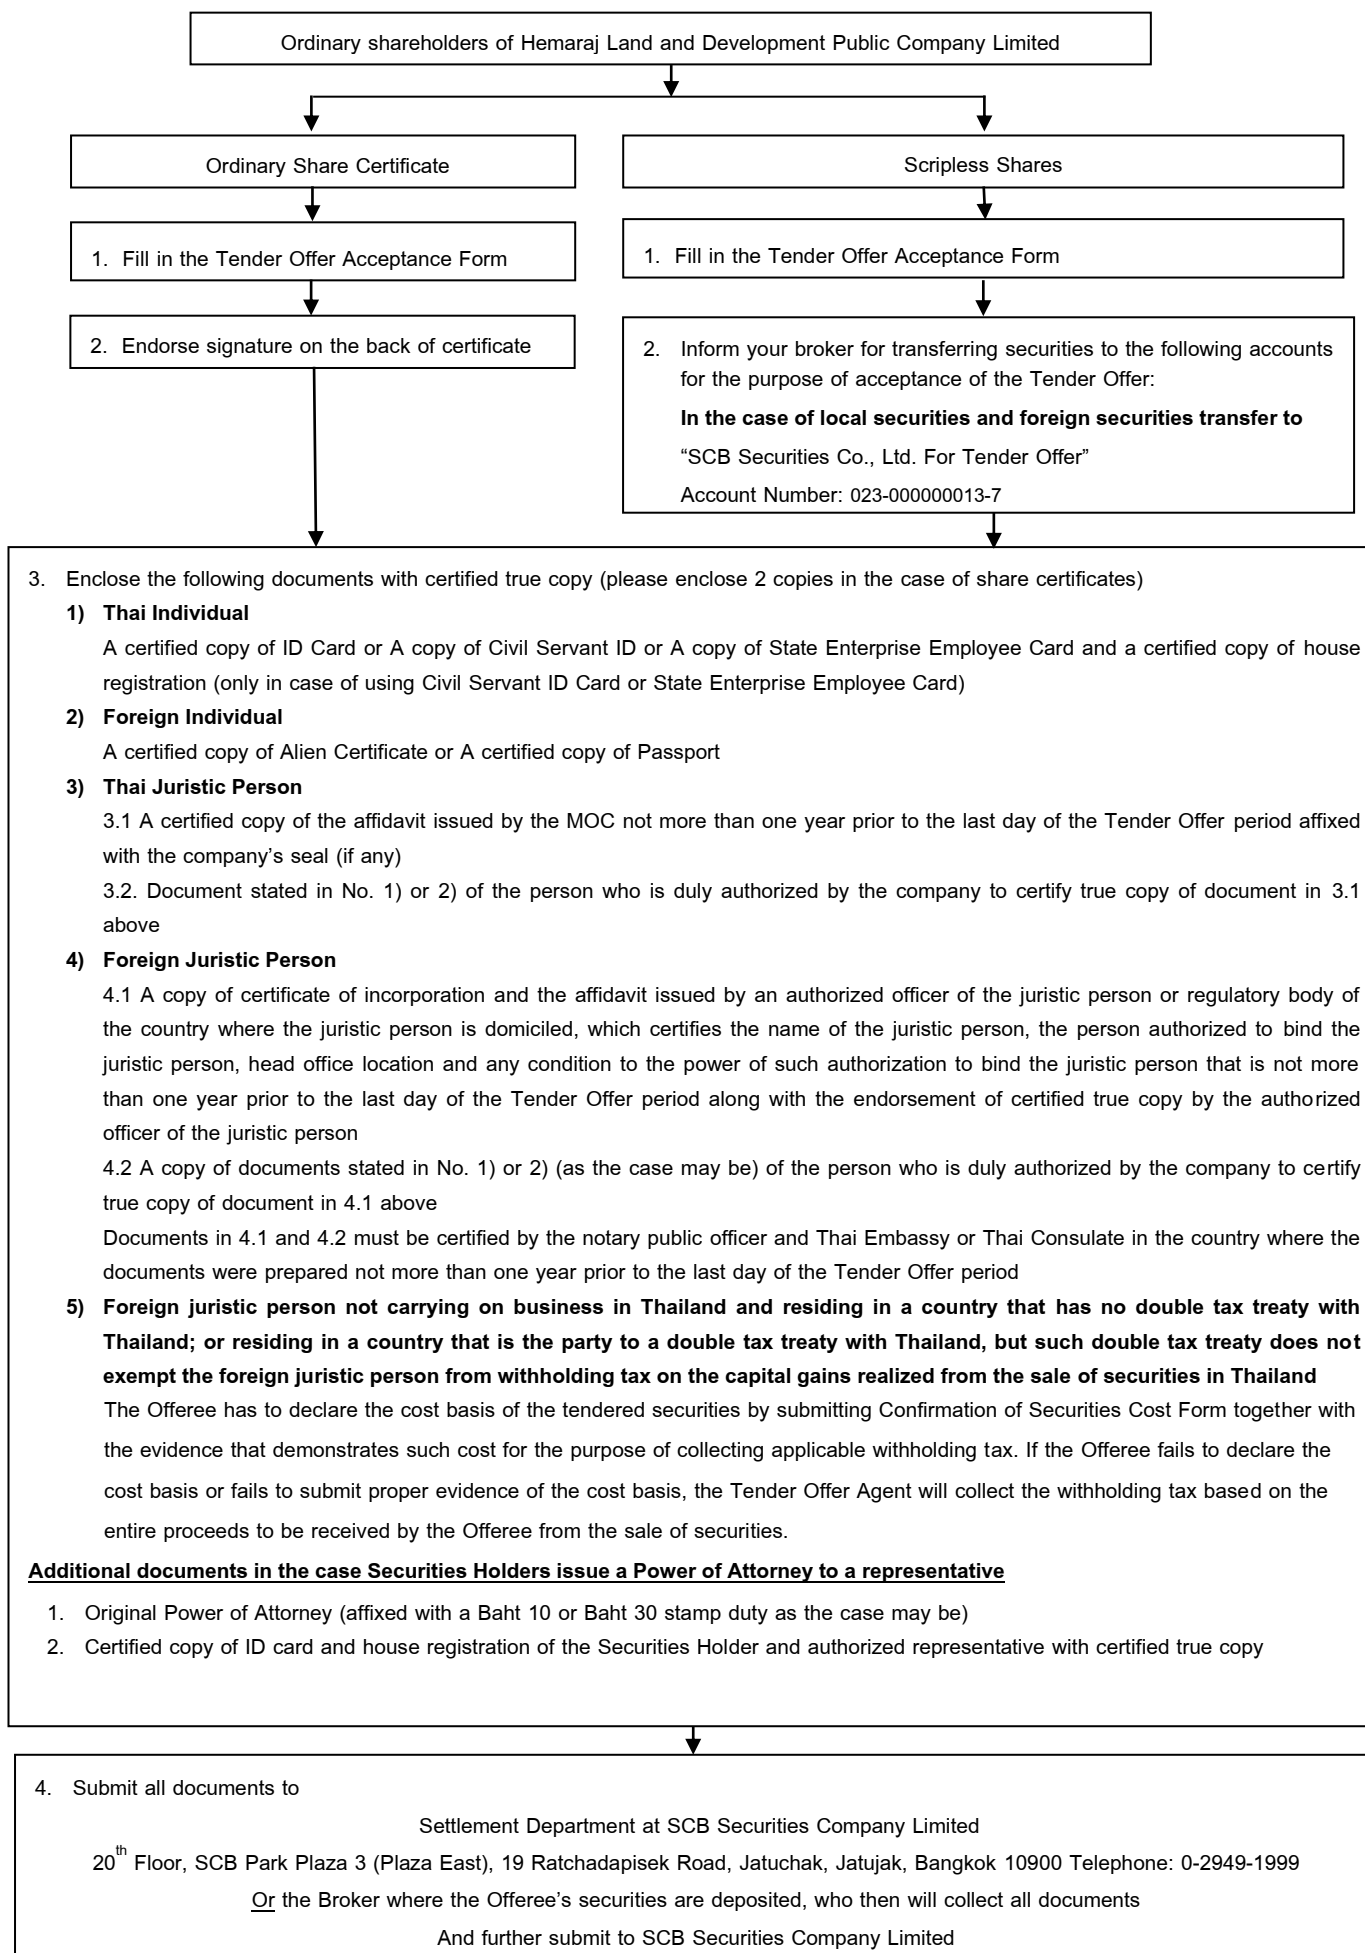 Ordinary shareholders of Hemaraj Land and Development Public Company Limited
Ordinary Share Certificate
1. Fill in the Tender Offer Acceptance Form
2. Endorse signature on the back of certificate
Scripless Shares
1. Fill in the Tender Offer Acceptance Form
2. Inform your broker for transferring securities to the following accounts
for the purpose of acceptance of the Tender Offer:
In the case of local securities and foreign securities transfer to
“SCB Securities Co., Ltd. For Tender Offer”
Account Number: 023-000000013-7
3. Enclose the following documents with certified true copy (please enclose 2 copies in the case of share certificates)
1) Thai Individual
A certified copy of ID Card or A copy of Civil Servant ID or A copy of State Enterprise Employee Card and a certified copy of house
registration (only in case of using Civil Servant ID Card or State Enterprise Employee Card)
2) Foreign Individual
A certified copy of Alien Certificate or A certified copy of Passport
3) Thai Juristic Person
3.1 A certified copy of the affidavit issued by the MOC not more than one year prior to the last day of the Tender Offer period affixed
with the company’s seal (if any)
3.2. Document stated in No. 1) or 2) of the person who is duly authorized by the company to certify true copy of document in 3.1
above
4) Foreign Juristic Person
4.1 A copy of certificate of incorporation and the affidavit issued by an authorized officer of the juristic person or regulatory body of
the country where the juristic person is domiciled, which certifies the name of the juristic person, the person authorized to bind the
juristic person, head office location and any condition to the power of such authorization to bind the juristic person that is not more
than one year prior to the last day of the Tender Offer period along with the endorsement of certified true copy by the authorized
officer of the juristic person
4.2 A copy of documents stated in No. 1) or 2) (as the case may be) of the person who is duly authorized by the company to certify
true copy of document in 4.1 above
Documents in 4.1 and 4.2 must be certified by the notary public officer and Thai Embassy or Thai Consulate in the country where the
documents were prepared not more than one year prior to the last day of the Tender Offer period
5) Foreign juristic person not carrying on business in Thailand and residing in a country that has no double tax treaty with
Thailand; or residing in a country that is the party to a double tax treaty with Thailand, but such double tax treaty does not
exempt the foreign juristic person from withholding tax on the capital gains realized from the sale of securities in Thailand
The Offeree has to declare the cost basis of the tendered securities by submitting Confirmation of Securities Cost Form together with
the evidence that demonstrates such cost for the purpose of collecting applicable withholding tax. If the Offeree fails to declare the
cost basis or fails to submit proper evidence of the cost basis, the Tender Offer Agent will collect the withholding tax based on the
entire proceeds to be received by the Offeree from the sale of securities.
Additional documents in the case Securities Holders issue a Power of Attorney to a representative
1. Original Power of Attorney (affixed with a Baht 10 or Baht 30 stamp duty as the case may be)
2. Certified copy of ID card and house registration of the Securities Holder and authorized representative with certified true copy
4. Submit all documents to
Settlement Department at SCB Securities Company Limited
20th Floor, SCB Park Plaza 3 (Plaza East), 19 Ratchadapisek Road, Jatuchak, Jatujak, Bangkok 10900 Telephone: 0-2949-1999
Or the Broker where the Offeree’s securities are deposited, who then will collect all documents
And further submit to SCB Securities Company Limited